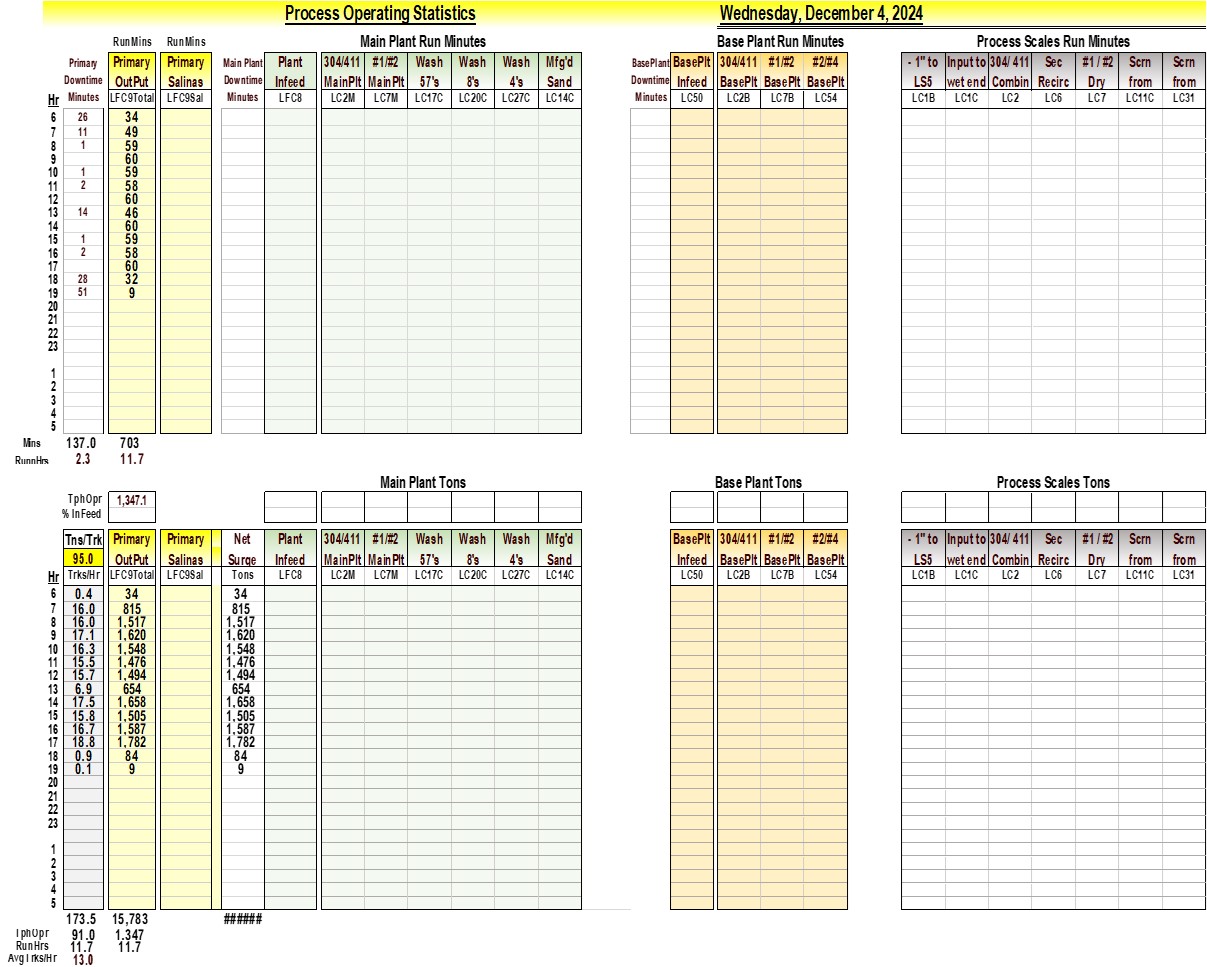 Process Operating Statistics Wednesday, December 4, 2024
RunMins RunMins Main Plant Run Minutes Base Plant Run Minutes Process Scales Run Minutes
Primary Primary Primary Main Plant Plant 304/411 #1/#2 Wash Wash Wash Mfg'd BasePlant BasePlt 304/411 #1/#2 #2/#4 - 1" to Input to 304/ 411 Sec #1 / #2 Scrn Scrn
Downtime OutPut Salinas Downtime Infeed MainPlt MainPlt 57's 8's 4's Sand Downtime Infeed BasePlt BasePlt BasePlt LS5 wet end Combin Recirc Dry from from
Hr Minutes LFC9Total LFC9Sal Minutes LFC8 LC2M LC7M LC17C LC20C LC27C LC14C Minutes LC50 LC2B LC7B LC54 LC1B LC1C LC2 LC6 LC7 LC11C LC31
6 26 34
7 11 49
8 1 59
9 60
10 1 59
11 2 58
12 60
13 14 46
14 60
15 1 59
16 2 58
17 60
18 28 32
19 51 9
20
21
22
23
1
2
3
4
5
Mins 137.0 703
RunnHrs 2.3 11.7
Main Plant Tons Base Plant Tons Process Scales Tons
TphOpr 1,347.1
% InFeed
Tns/Trk Primary Primary Net Plant 304/411 #1/#2 Wash Wash Wash Mfg'd BasePlt 304/411 #1/#2 #2/#4 - 1" to Input to 304/ 411 Sec #1 / #2 Scrn Scrn
95.0 OutPut Salinas Surge Infeed MainPlt MainPlt 57's 8's 4's Sand Infeed BasePlt BasePlt BasePlt LS5 wet end Combin Recirc Dry from from
Hr Trks/Hr LFC9Total LFC9Sal Tons LFC8 LC2M LC7M LC17C LC20C LC27C LC14C LC50 LC2B LC7B LC54 LC1B LC1C LC2 LC6 LC7 LC11C LC31
6 0.4 34 34
7 16.0 815 815
8 16.0 1,517 1,517
9 17.1 1,620 1,620
10 16.3 1,548 1,548
11 15.5 1,476 1,476
12 15.7 1,494 1,494
13 6.9 654 654
14 17.5 1,658 1,658
15 15.8 1,505 1,505
16 16.7 1,587 1,587
17 18.8 1,782 1,782
18 0.9 84 84
19 0.1 9 9
20
21
22
23
1
2
3
4
5
173.5 15,783 ######
TphOpr 91.0 1,347
RunHrs 11.7 11.7
Avg Trks/Hr 13.0